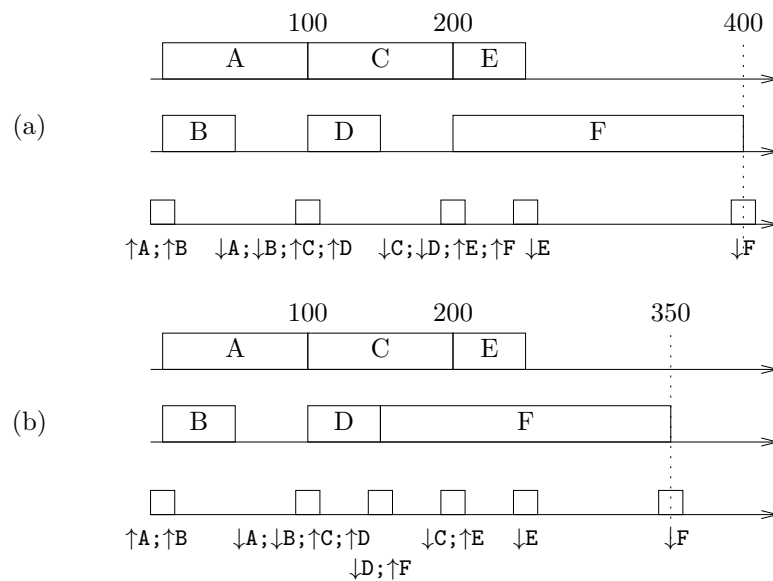 100 200 400
A C E
(a)
B D F
↑A;↑B ↓A;↓B;↑C;↑D ↓C;↓D;↑E;↑F ↓E ↓F
100 200 350
A C E
(b)
B D F
↑A;↑B ↓A;↓B;↑C;↑D ↓C;↑E ↓E ↓F
↓D;↑F